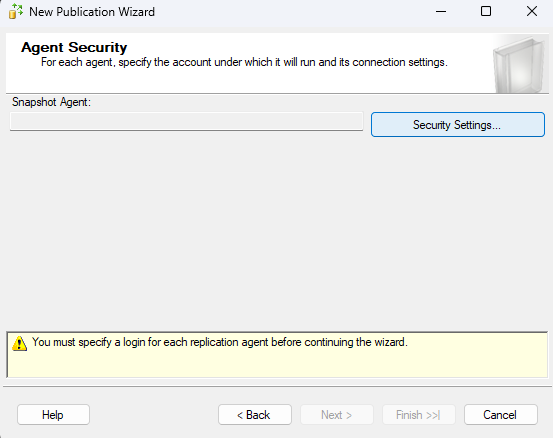 New Publication Wizard
Agent Security
For each agent, specify the account under which it will run and its connection settings.
Snapshot Agent:
Security Settings...
You must specify a login for each replication agent before continuing the wizard.
Help
< Back
Next >
Finish >>|
Cancel